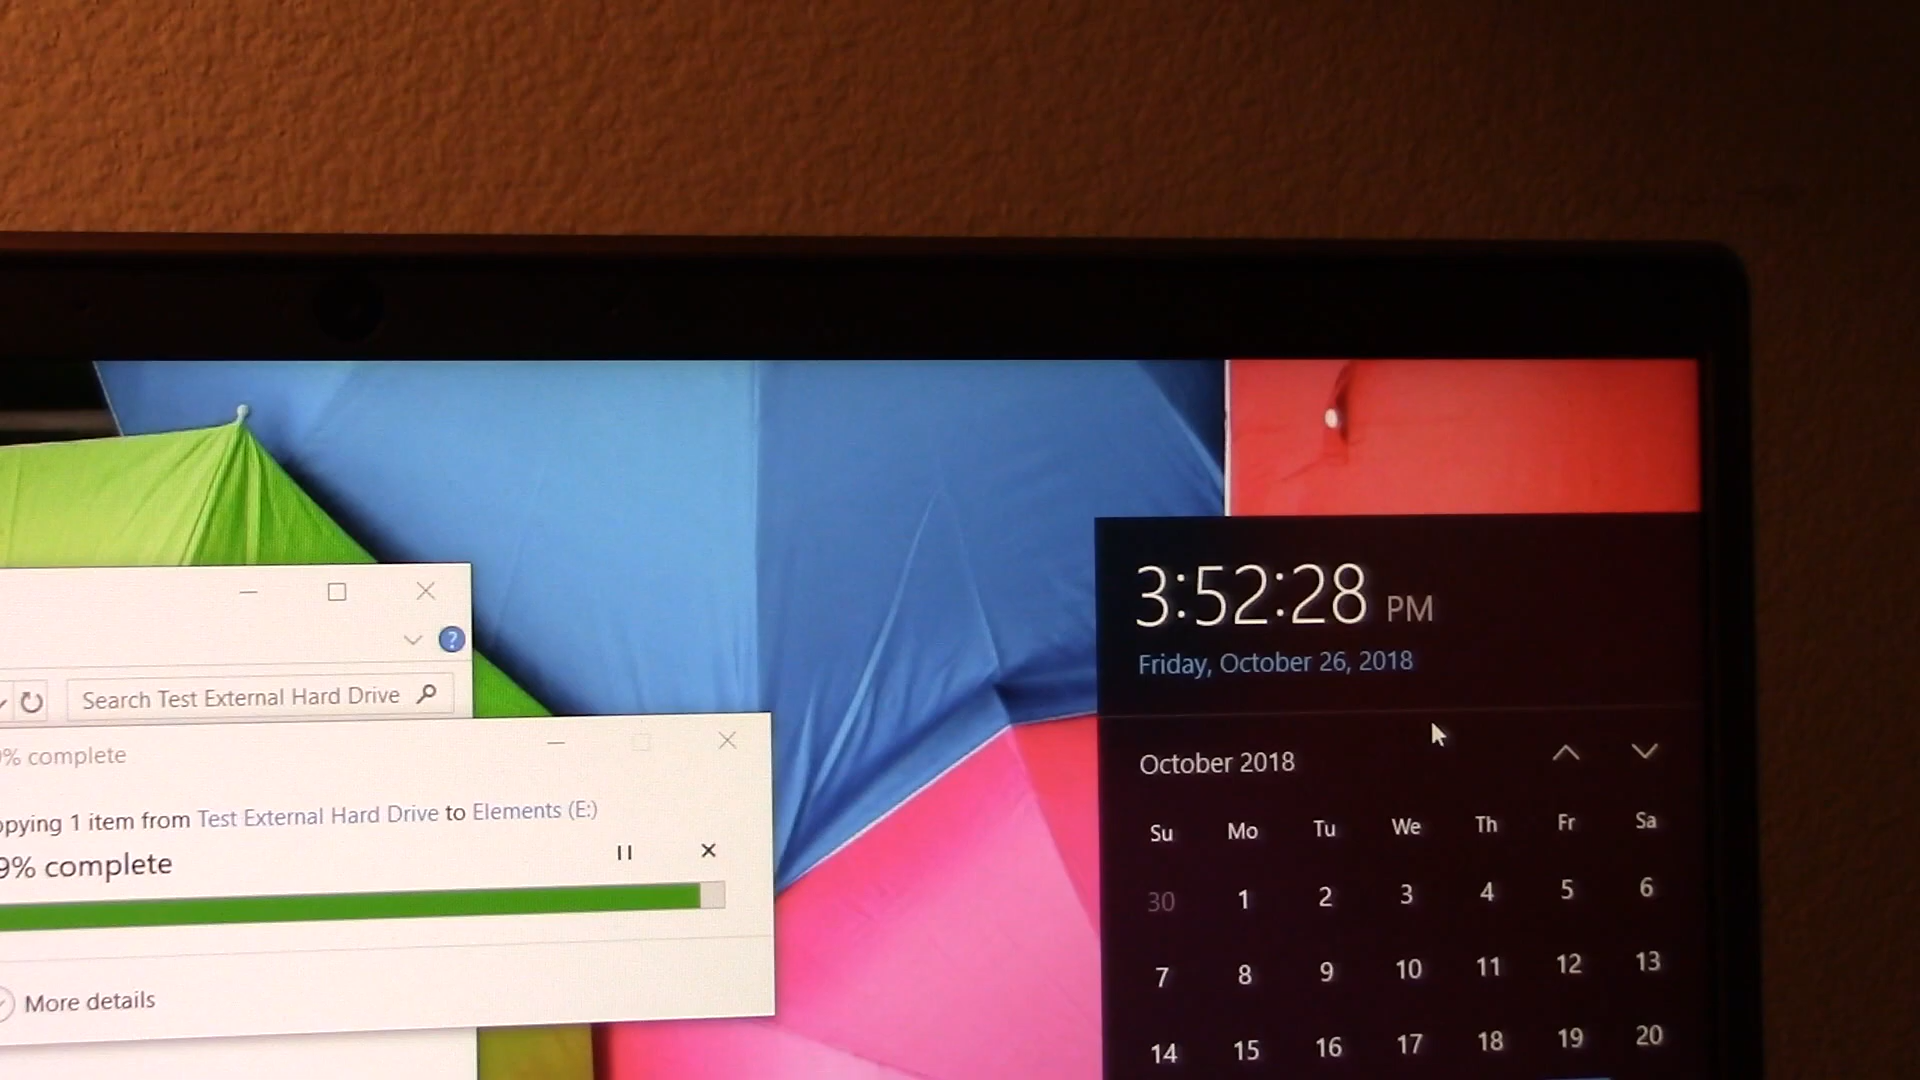 Search Test External Hard Drive
9% complete
opying 1 item from Test External Hard Drive to Elements (E:)
9% complete
More details
3:52:28 PM
Friday, October 26, 2018
October 2018
Su Mo Tu We Th Fr Sa
30 1 2 3 4 5 6
7 8 9 10 11 12 13
14 15 16 17 18 19 20